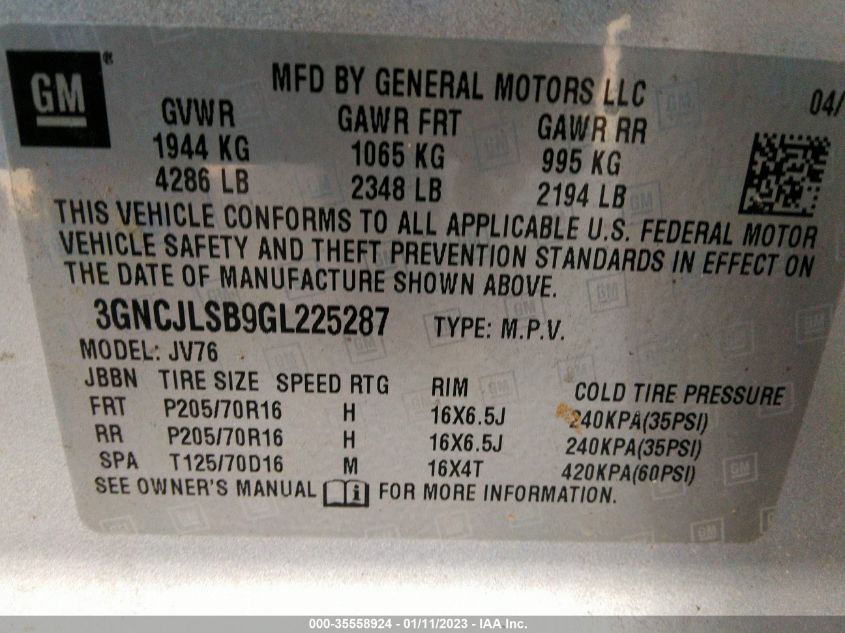 GM
MFD BY GENERAL MOTORS LLC
04/
GVWR GAWR FRT GAWR RR
1944 KG 1065 KG 995 KG
4286 LB 2348 LB 2194 LB
THIS VEHICLE CONFORMS TO ALL APPLICABLE U.S. FEDERAL MOTOR
VEHICLE SAFETY AND THEFT PREVENTION STANDARDS IN EFFECT ON
THE DATE OF MANUFACTURE SHOWN ABOVE.
3GNCJLSB9GL225287 TYPE: M.P.V.
MODEL: JV76
JBBN TIRE SIZE SPEED RTG RIM COLD TIRE PRESSURE
FRT P205/70R16 H 16X6.5J 240KPA(35PSI)
RR P205/70R16 H 16X6.5J 240KPA(35PSI)
SPA T125/70D16 M 16X4T 420KPA(60PSI)
SEE OWNER'S MANUAL i FOR MORE INFORMATION.
000-35558924 — 01/11/2023 — IAA Inc.